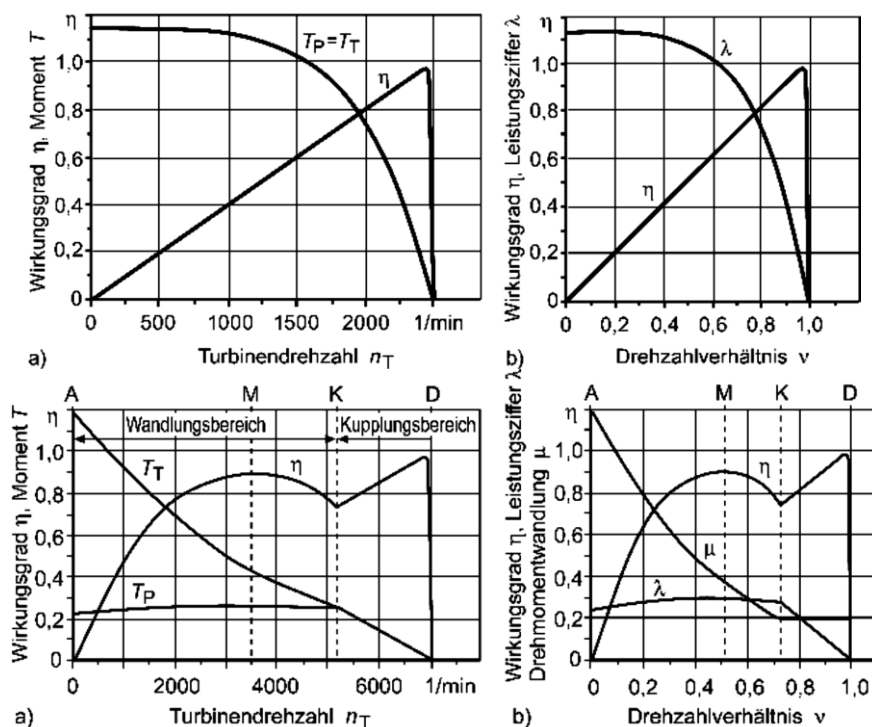 η
Wirkungsgrad η, Moment T
1,0
0,8
0,6
0,4
0,2
0
T_P=T_T
η
0 500 1000 1500 2000 1/min
a) Turbinendrehzahl n_T
η
Wirkungsgrad η, Leistungsziffer λ
1,0
0,8
0,6
0,4
0,2
0
λ
η
0 0,2 0,4 0,6 0,8 1,0
b) Drehzahlverhältnis ν
A M K D
η
Wirkungsgrad η, Moment T
1,0
0,8
0,6
0,4
0,2
0
Wandlungsbereich Kupplungsbereich
T_T
η
T_P
0 2000 4000 6000 1/min
a) Turbinendrehzahl n_T
A M K D
η
Wirkungsgrad η, Leistungsziffer λ
Drehmomentwandlung μ
1,0
0,8
0,6
0,4
0,2
0
η
μ
λ
0 0,2 0,4 0,6 0,8 1,0
b) Drehzahlverhältnis ν